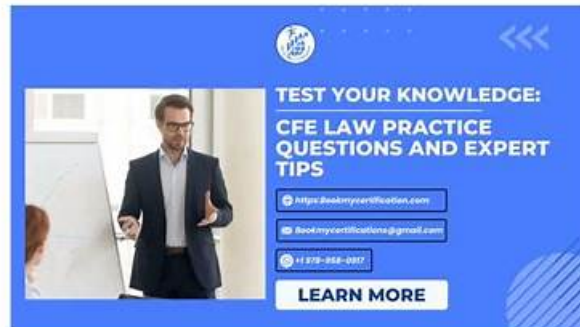 TEST YOUR KNOWLEDGE:
CFE LAW PRACTICE
QUESTIONS AND EXPERT
TIPS
https:Bookmycertification.com
Bookmycertifications@gmail.com
+1 978-958-0917
LEARN MORE